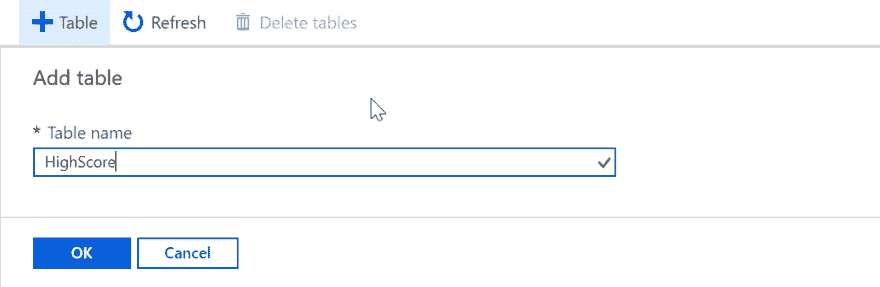 Table Refresh Delete tables
Add table
* Table name
HighScore
OK Cancel